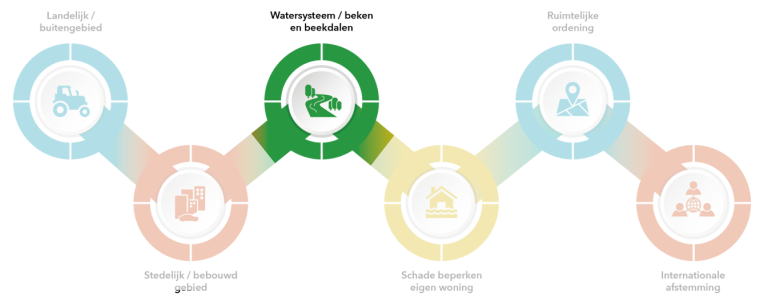 Landelijk /
buitengebied
Watersysteem / beken
en beekdalen
Ruimtelijke
ordening
Stedelijk / bebouwd
gebied
Schade beperken
eigen woning
Internationale
afstemming